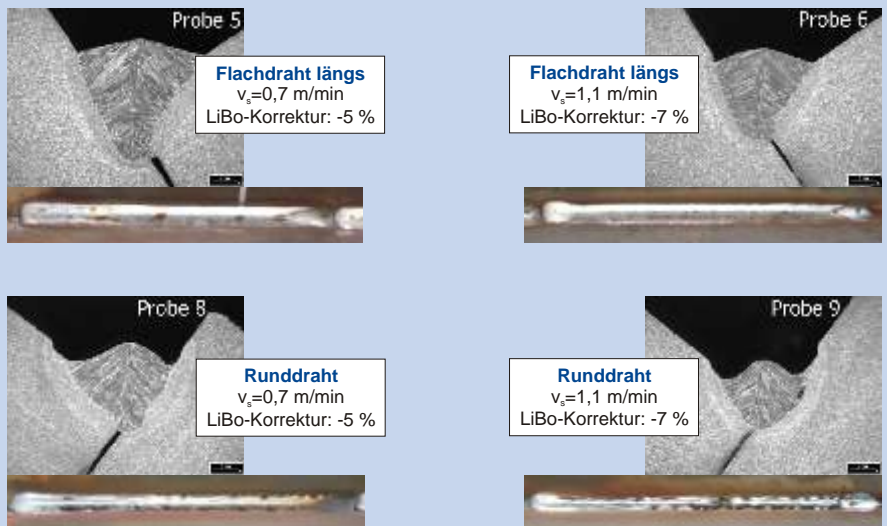 Probe 5
Flachdraht längs
vₛ=0,7 m/min
LiBo-Korrektur: -5 %
Probe 6
Flachdraht längs
vₛ=1,1 m/min
LiBo-Korrektur: -7 %
Probe 8
Runddraht
vₛ=0,7 m/min
LiBo-Korrektur: -5 %
Probe 9
Runddraht
vₛ=1,1 m/min
LiBo-Korrektur: -7 %